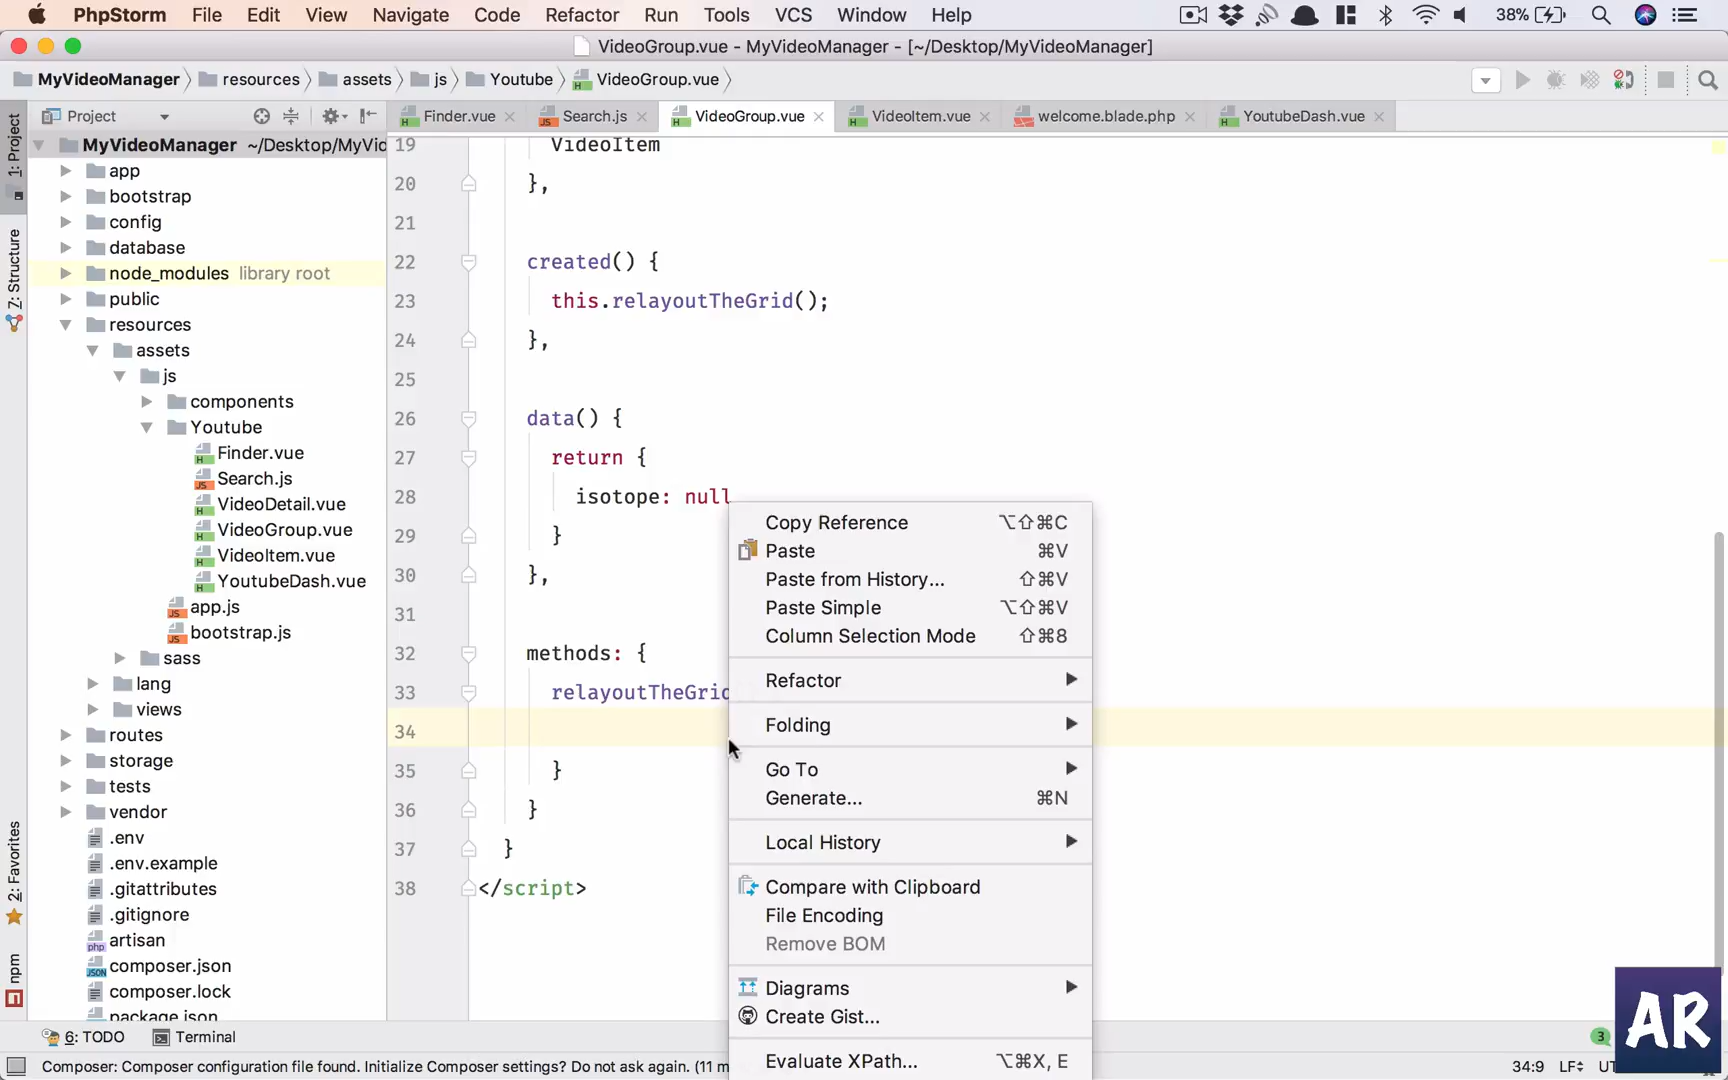 PhpStorm File Edit View Navigate Code Refactor Run Tools VCS Window Help 38%
VideoGroup.vue - MyVideoManager - [~/Desktop/MyVideoManager]
MyVideoManager resources assets js Youtube VideoGroup.vue
Project
Finder.vue Search.js VideoGroup.vue VideoItem.vue welcome.blade.php YoutubeDash.vue
1: Project
7: Structure
2: Favorites
npm
MyVideoManager ~/Desktop/MyVid
app
bootstrap
config
database
node_modules library root
public
resources
assets
js
components
Youtube
Finder.vue
Search.js
VideoDetail.vue
VideoGroup.vue
VideoItem.vue
YoutubeDash.vue
app.js
bootstrap.js
sass
lang
views
routes
storage
tests
vendor
.env
.env.example
.gitattributes
.gitignore
artisan
composer.json
composer.lock
package.json
19 VideoItem
20 },
21
22 created() {
23 this.relayoutTheGrid();
24 },
25
26 data() {
27 return {
28 isotope: null
29 }
30 },
31
32 methods: {
33 relayoutTheGrid
34
35 }
36 }
37 }
38 </script>
Copy Reference ⌥⇧⌘C
Paste ⌘V
Paste from History... ⇧⌘V
Paste Simple ⌥⇧⌘V
Column Selection Mode ⇧⌘8
Refactor
Folding
Go To
Generate... ⌘N
Local History
Compare with Clipboard
File Encoding
Remove BOM
Diagrams
Create Gist...
Evaluate XPath... ⌥⌘X, E
6: TODO Terminal 3
Composer: Composer configuration file found. Initialize Composer settings? Do not ask again. (11 m 34:9 LF UT
AR